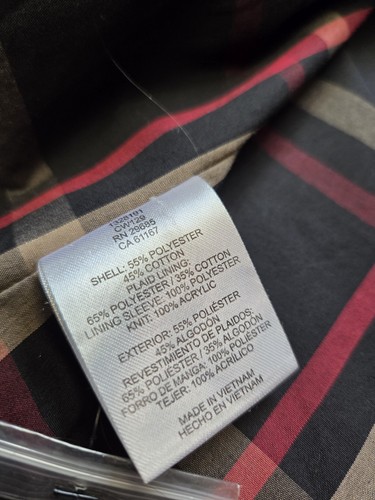 1328191
CW129
RN 29685
CA 61167
SHELL: 55% POLYESTER
45% COTTON
PLAID LINING:
65% POLYESTER / 35% COTTON
LINING SLEEVE: 100% POLYESTER
KNIT: 100% ACRYLIC
EXTERIOR: 55% POLIÉSTER
45% ALGODÓN
REVESTIMENTO DE PLAIDOS:
65% POLIÉSTER / 35% ALGODÓN
FORRO DE MANGA: 100% POLIÉSTER
TEJER: 100% ACRÍLICO
MADE IN VIETNAM
HECHO EN VIETNAM